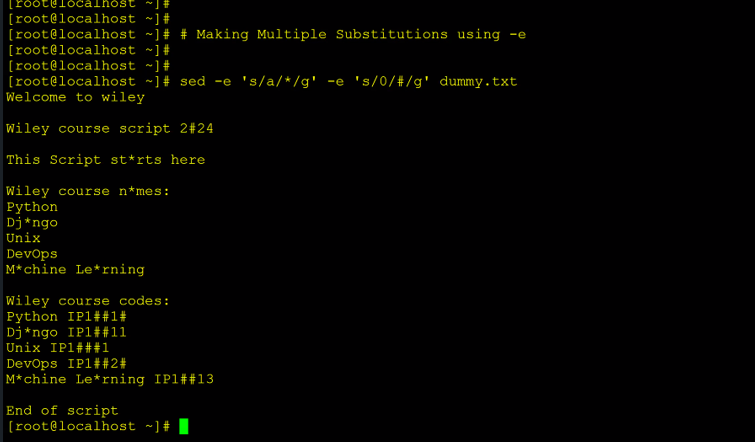 [root@localhost ~]#
[root@localhost ~]#
[root@localhost ~]# # Making Multiple Substitutions using -e
[root@localhost ~]#
[root@localhost ~]#
[root@localhost ~]# sed -e 's/a/*/g' -e 's/0/#/g' dummy.txt
Welcome to wiley
Wiley course script 2#24
This Script st*rts here
Wiley course n*mes:
Python
Dj*ngo
Unix
DevOps
M*chine Le*rning
Wiley course codes:
Python IP1##1#
Dj*ngo IP1##11
Unix IP1###1
DevOps IP1##2#
M*chine Le*rning IP1##13
End of script
[root@localhost ~]#